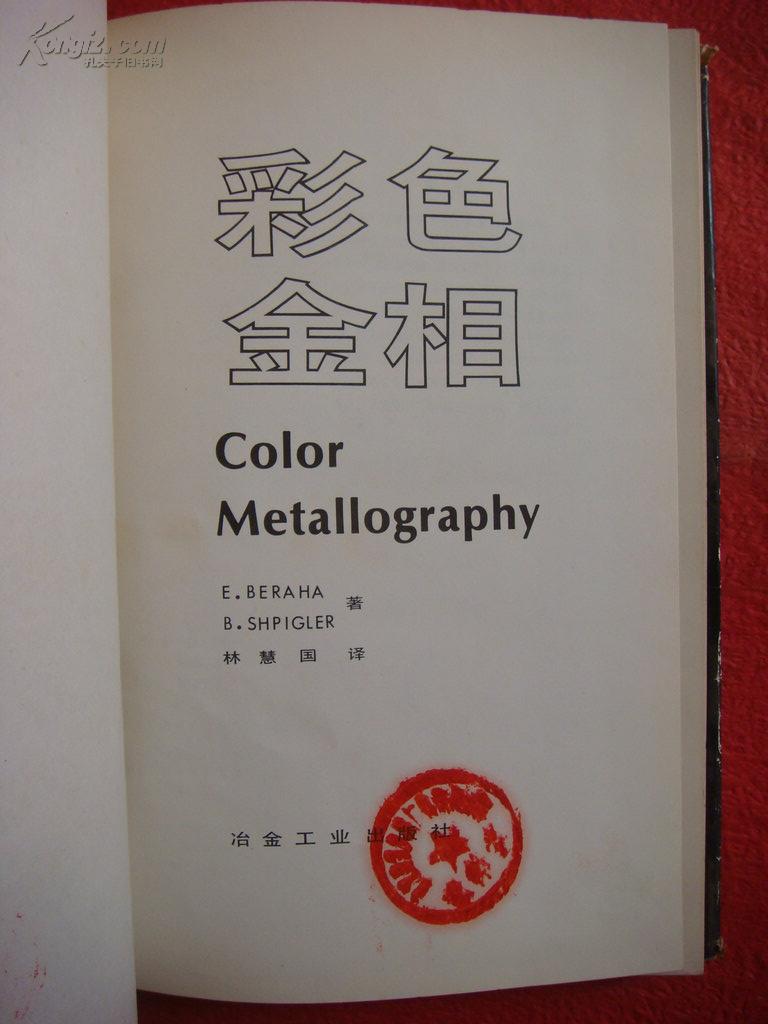 Kongfz.com
孔夫子旧书网
彩色
金相
Color
Metallography
E. BERAHA
B. SHPIGLER
著
林慧国 译
冶金工业出版社